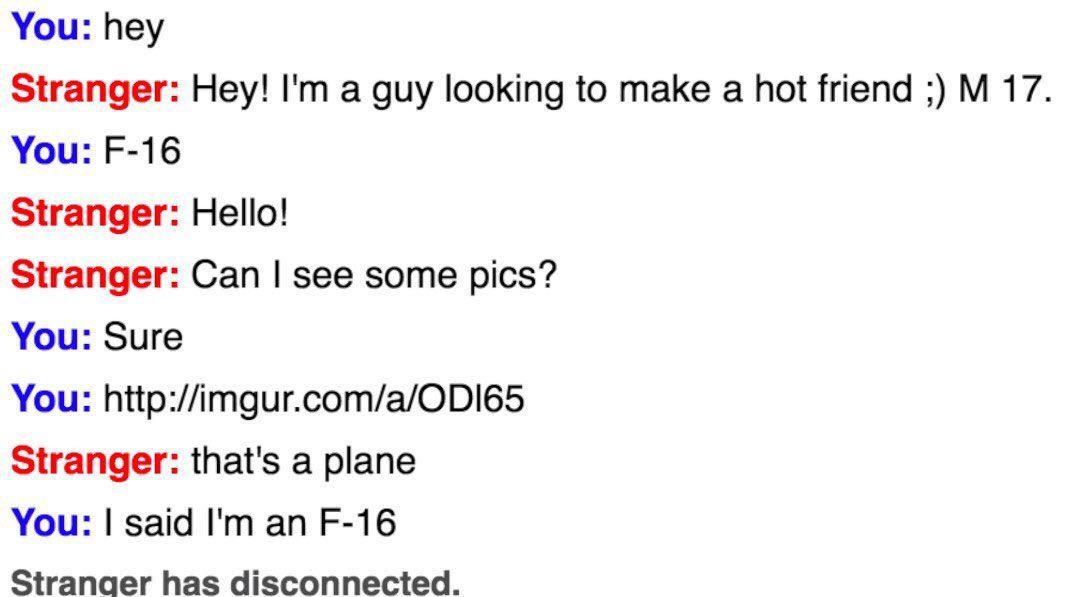 You: hey
Stranger: Hey! I'm a guy looking to make a hot friend ;) M 17.
You: F-16
Stranger: Hello!
Stranger: Can I see some pics?
You: Sure
You: http://imgur.com/a/ODl65
Stranger: that's a plane
You: I said I'm an F-16
Stranger has disconnected.